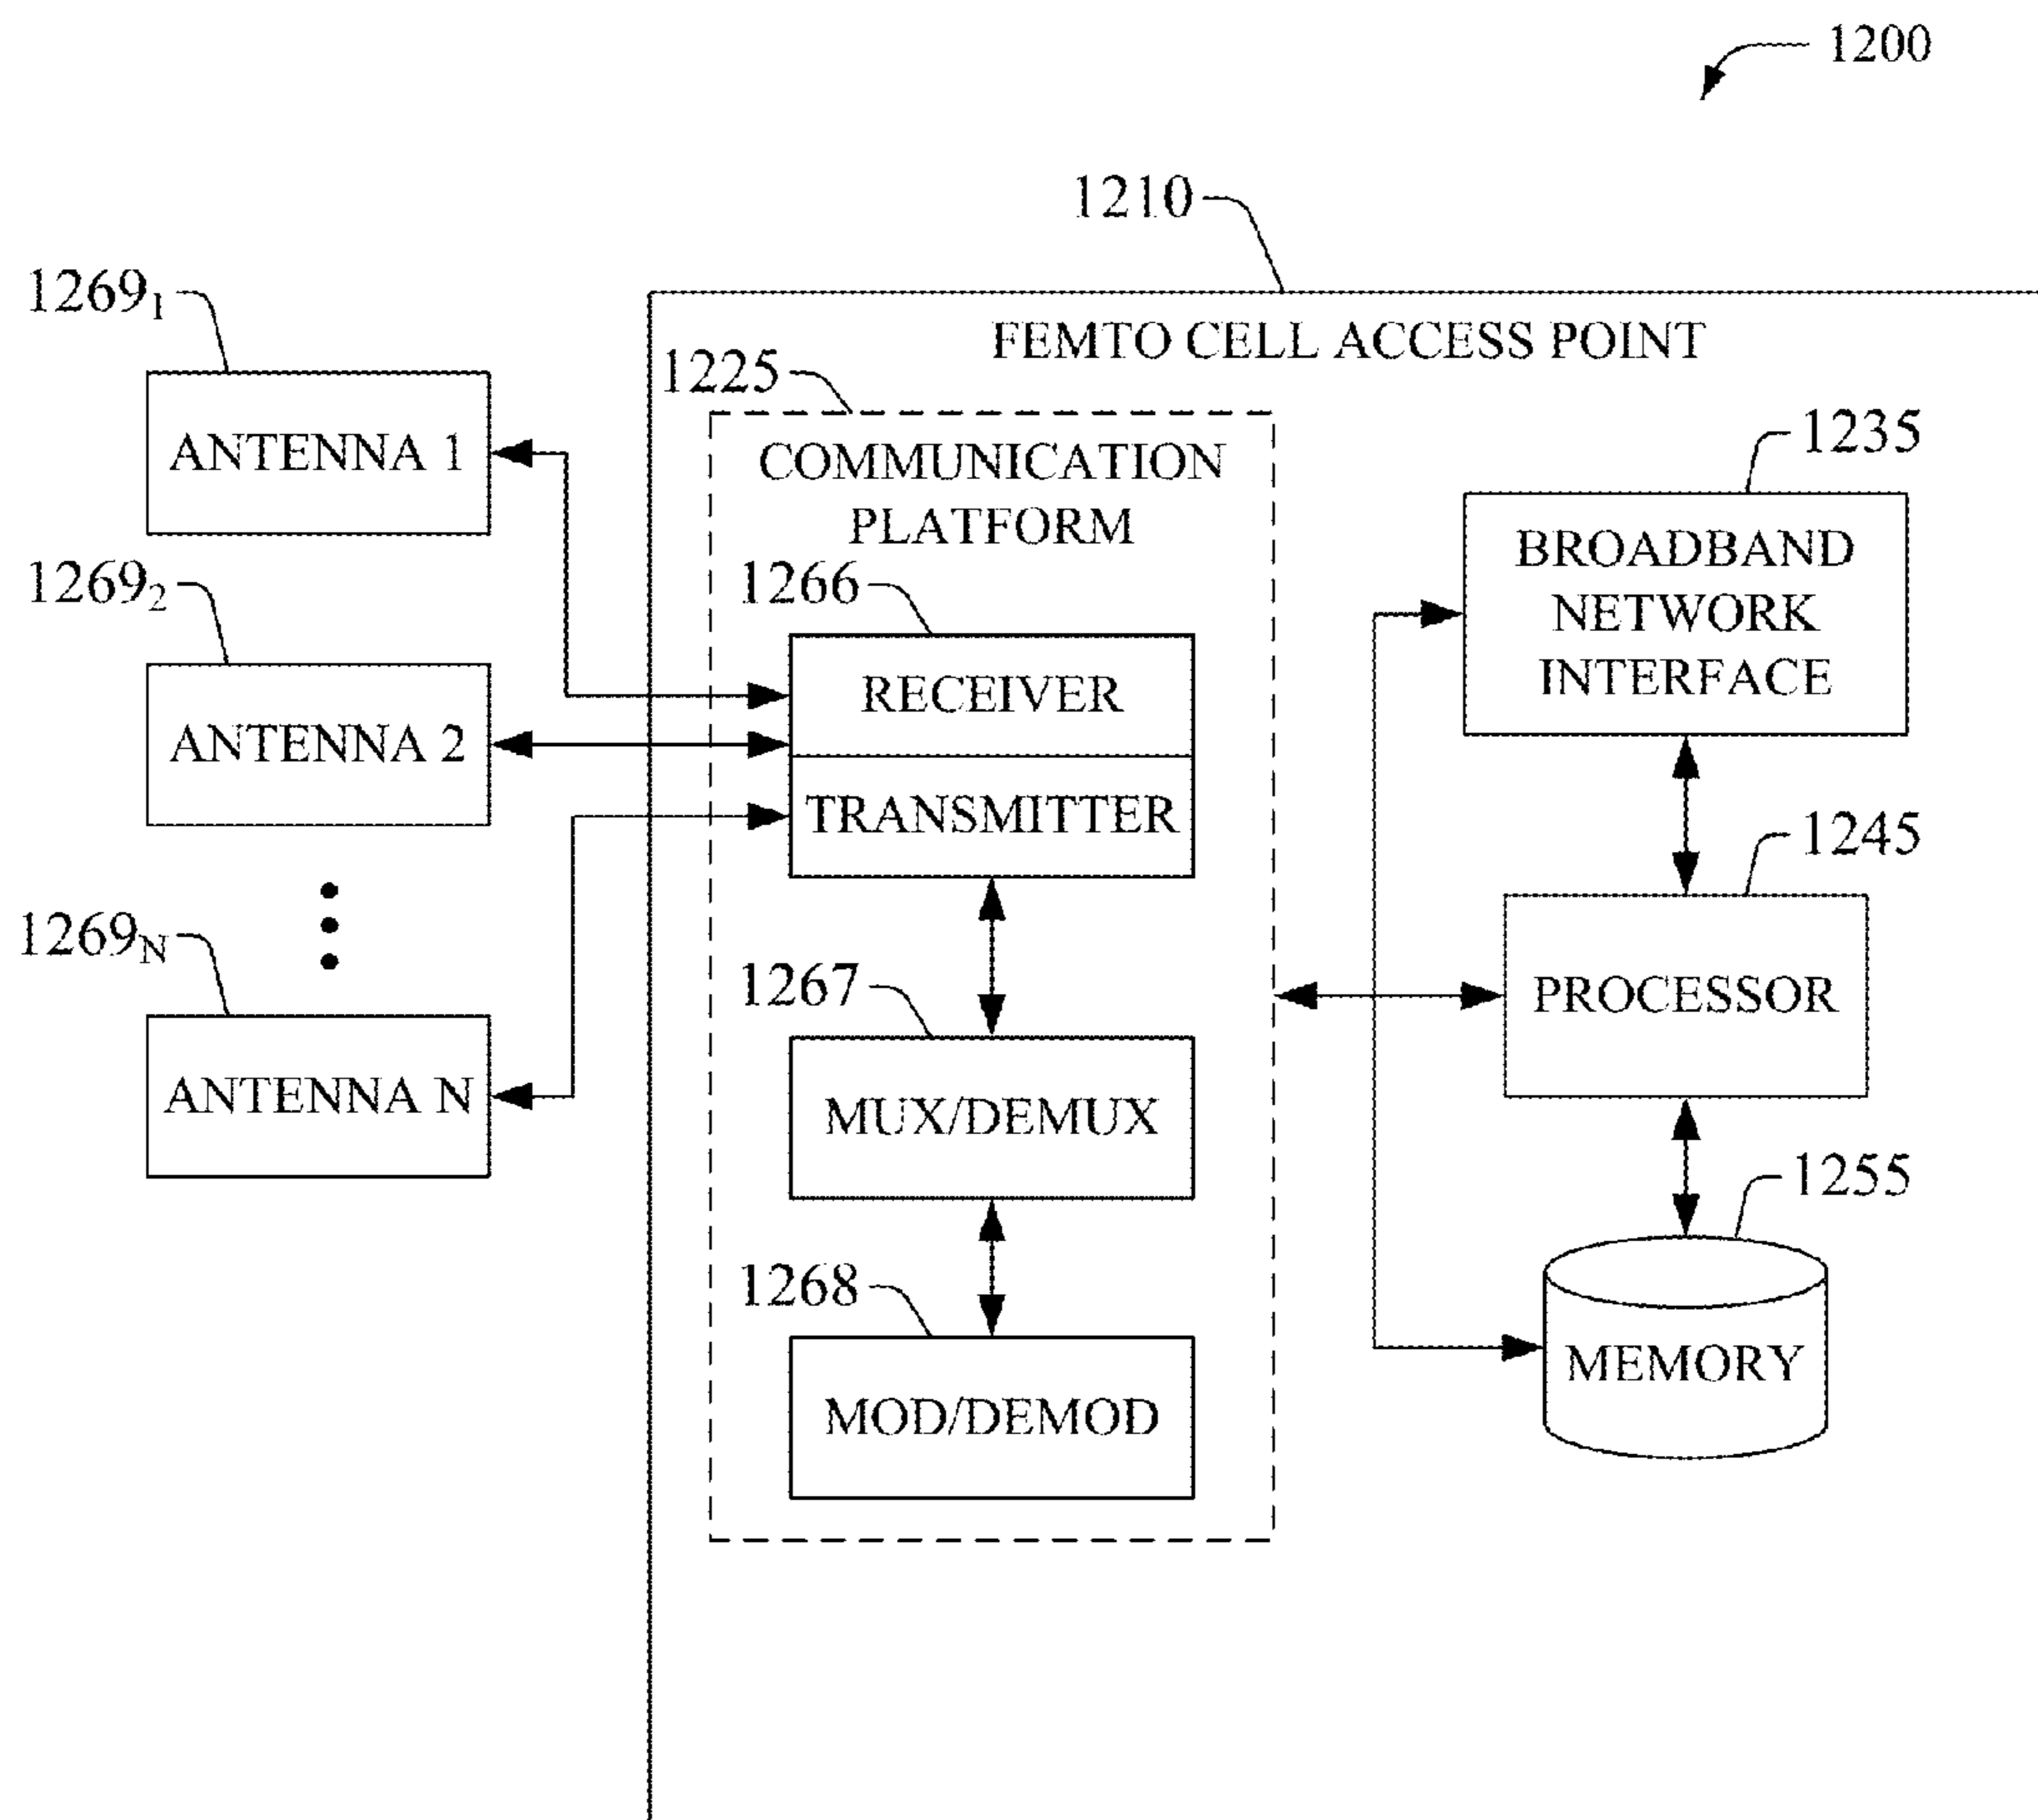 1200
1210
FEMTO CELL ACCESS POINT
1269₁
ANTENNA 1
1269₂
ANTENNA 2
1269ₙ
ANTENNA N
1225
COMMUNICATION
PLATFORM
1266
RECEIVER
TRANSMITTER
1267
MUX/DEMUX
1268
MOD/DEMOD
1235
BROADBAND
NETWORK
INTERFACE
1245
PROCESSOR
1255
MEMORY